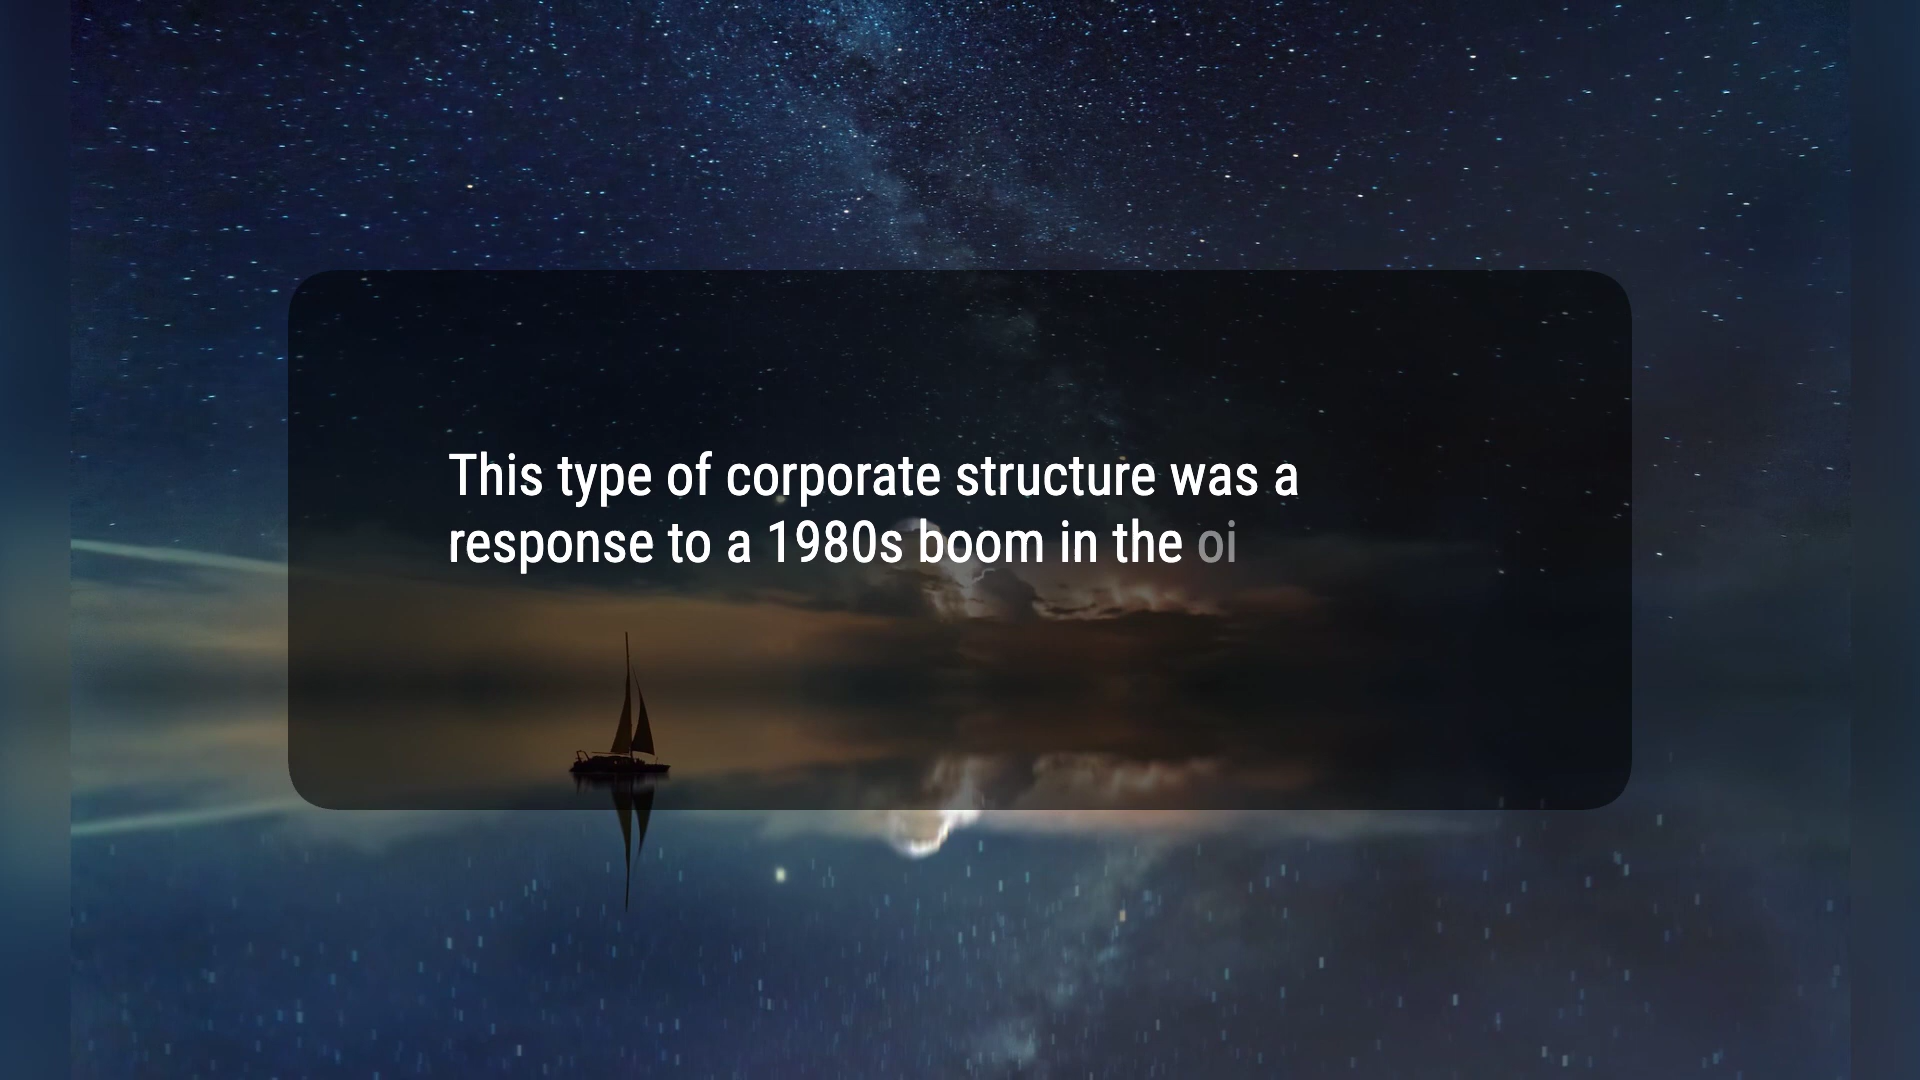 This type of corporate structure was a
response to a 1980s boom in the oi